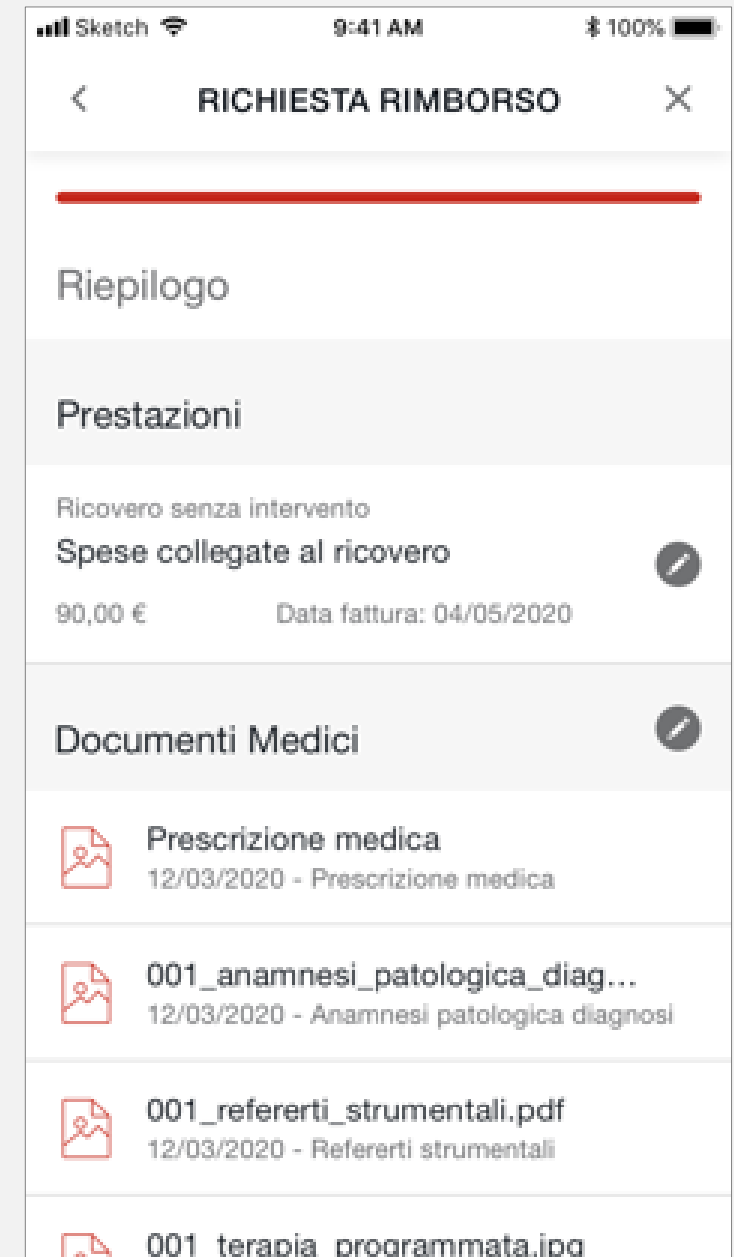 Sketch 9:41 AM 100%
RICHIESTA RIMBORSO
Riepilogo
Prestazioni
Ricovero senza intervento
Spese collegate al ricovero
90,00 € Data fattura: 04/05/2020
Documenti Medici
Prescrizione medica
12/03/2020 - Prescrizione medica
001_anamnesi_patologica_diag...
12/03/2020 - Anamnesi patologica diagnosi
001_refererti_strumentali.pdf
12/03/2020 - Refererti strumentali
001_terapia_programmata.jpg